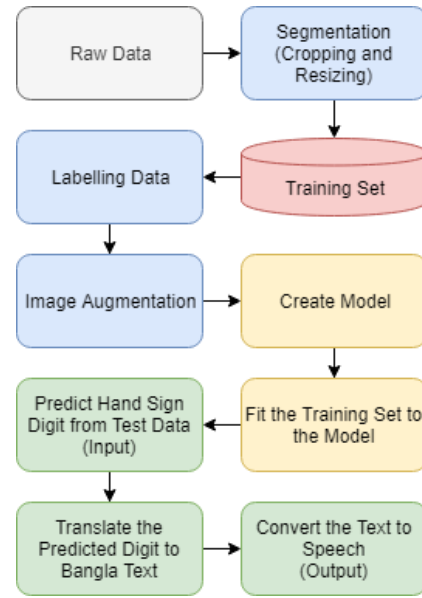 Raw Data
Segmentation
(Cropping and
Resizing)
Labelling Data
Training Set
Image Augmentation
Create Model
Predict Hand Sign
Digit from Test Data
(Input)
Fit the Training Set to
the Model
Translate the
Predicted Digit to
Bangla Text
Convert the Text to
Speech
(Output)